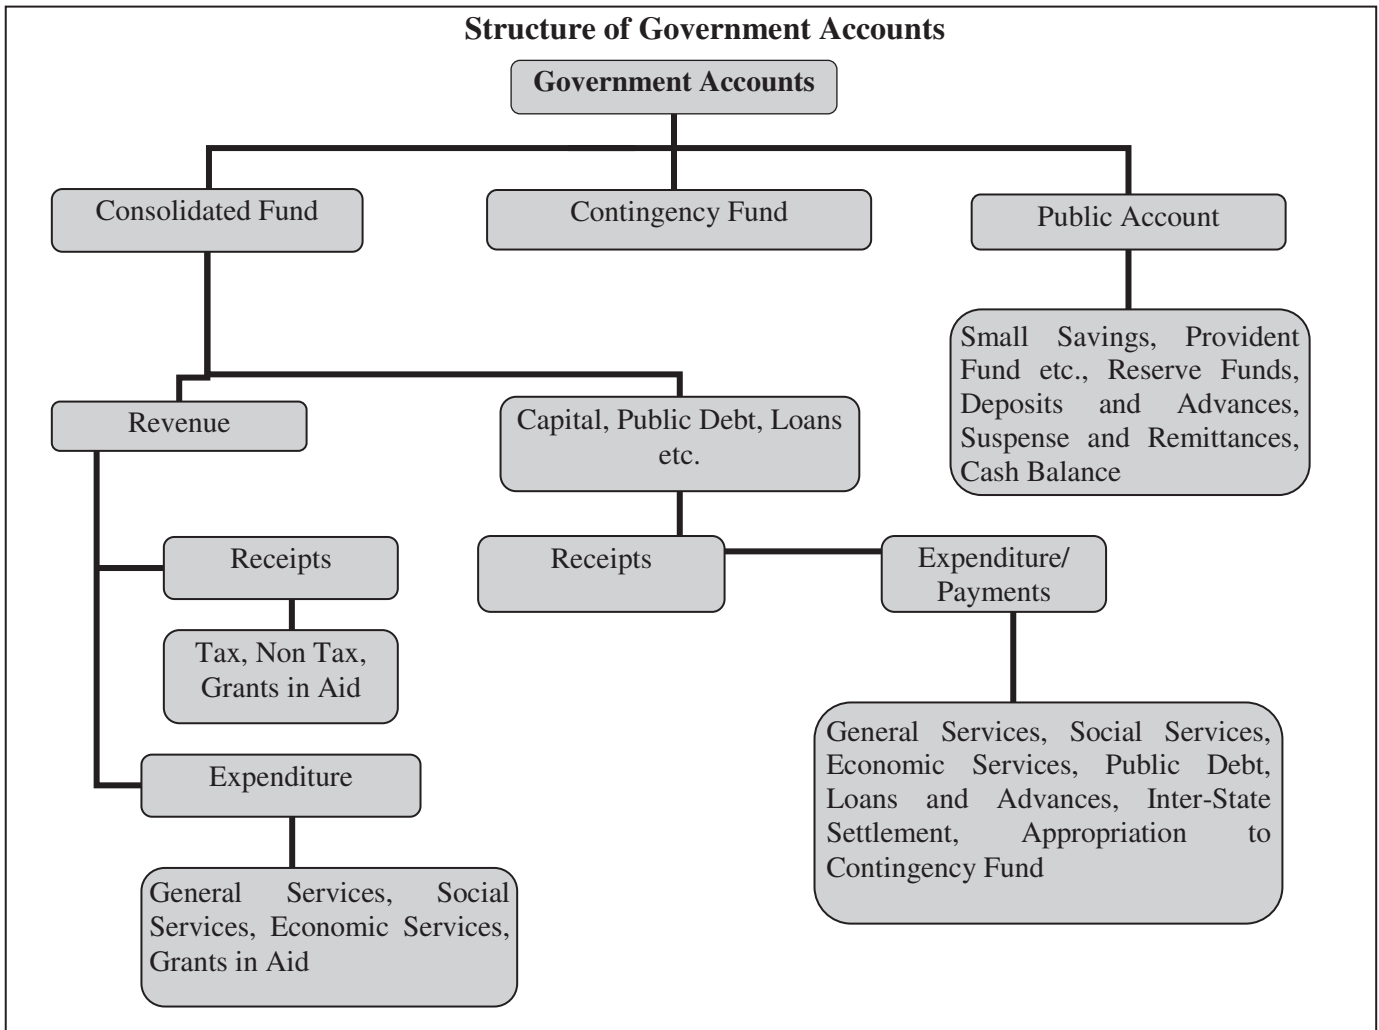 Structure of Government Accounts
Government Accounts
Consolidated Fund
Contingency Fund
Public Account
Small Savings, Provident
Fund etc., Reserve Funds,
Deposits and Advances,
Suspense and Remittances,
Cash Balance
Revenue
Capital, Public Debt, Loans
etc.
Receipts
Tax, Non Tax,
Grants in Aid
Expenditure
General Services, Social
Services, Economic Services,
Grants in Aid
Receipts
Expenditure/
Payments
General Services, Social Services,
Economic Services, Public Debt,
Loans and Advances, Inter-State
Settlement, Appropriation to
Contingency Fund